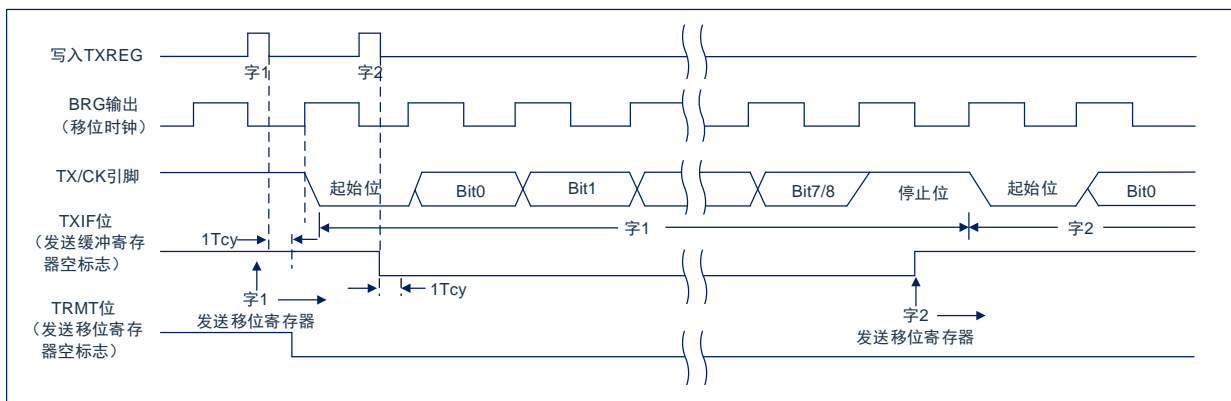 写入TXREG
字1
字2
BRG输出
（移位时钟）
TX/CK引脚
起始位
Bit0
Bit1
Bit7/8
停止位
起始位
Bit0
TXIF位
（发送缓冲寄存
器空标志）
1Tcy
字1
字2
1Tcy
字1
发送移位寄存器
字2
发送移位寄存器
TRMT位
（发送移位寄存
器空标志）